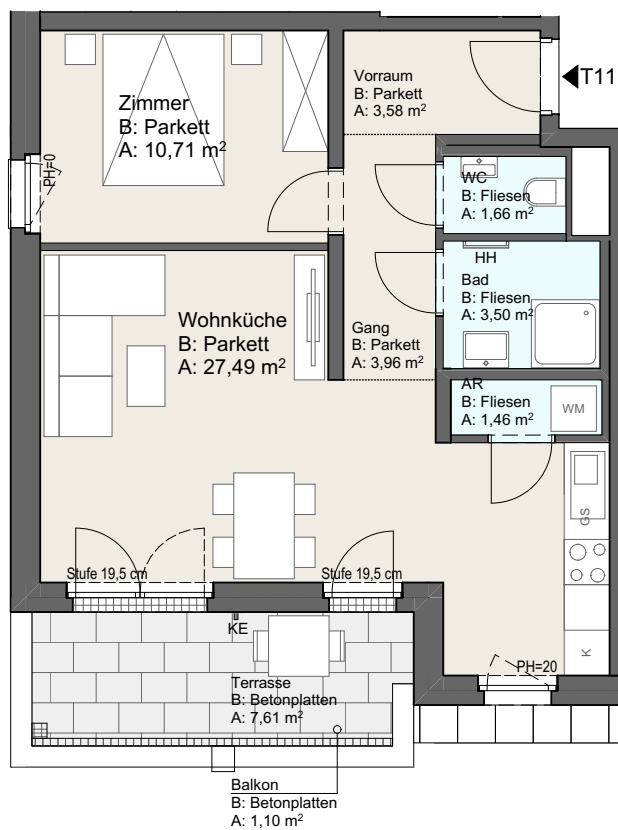 Vorraum
B: Parkett
A: 3,58 m²
T11
Zimmer
B: Parkett
A: 10,71 m²
PH=0
WC
B: Fliesen
A: 1,66 m²
HH
Bad
B: Fliesen
A: 3,50 m²
Wohnküche
B: Parkett
A: 27,49 m²
Gang
B: Parkett
A: 3,96 m²
AR
B: Fliesen
A: 1,46 m²
WM
GS
Stufe 19,5 cm
Stufe 19,5 cm
KE
K
PH=20
Terrasse
B: Betonplatten
A: 7,61 m²
Balkon
B: Betonplatten
A: 1,10 m²